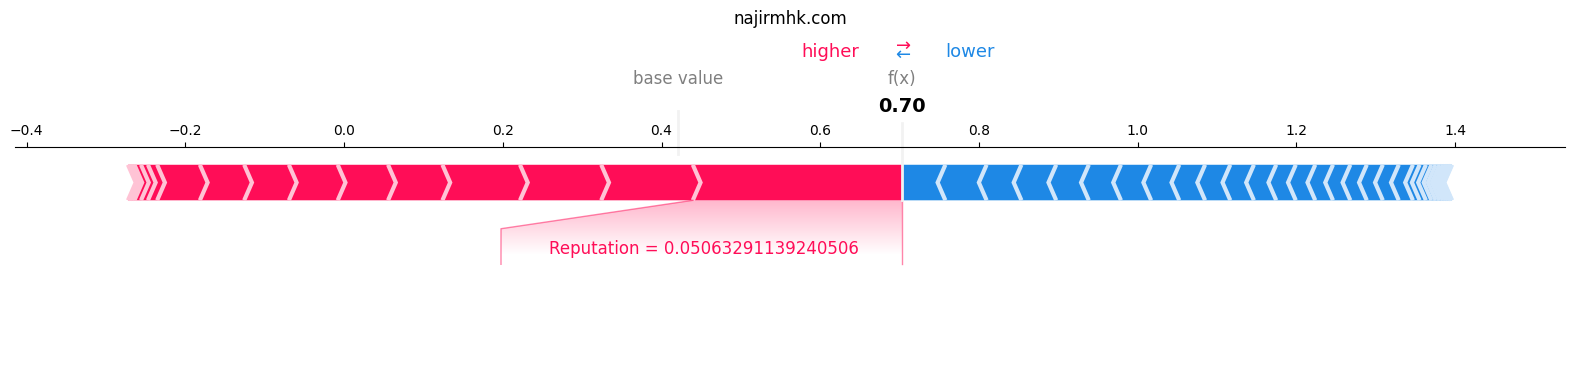 najirmhk.com
higher ⇄ lower
base value f(x)
0.70
−0.4 −0.2 0.0 0.2 0.4 0.6 0.8 1.0 1.2 1.4
Reputation = 0.05063291139240506